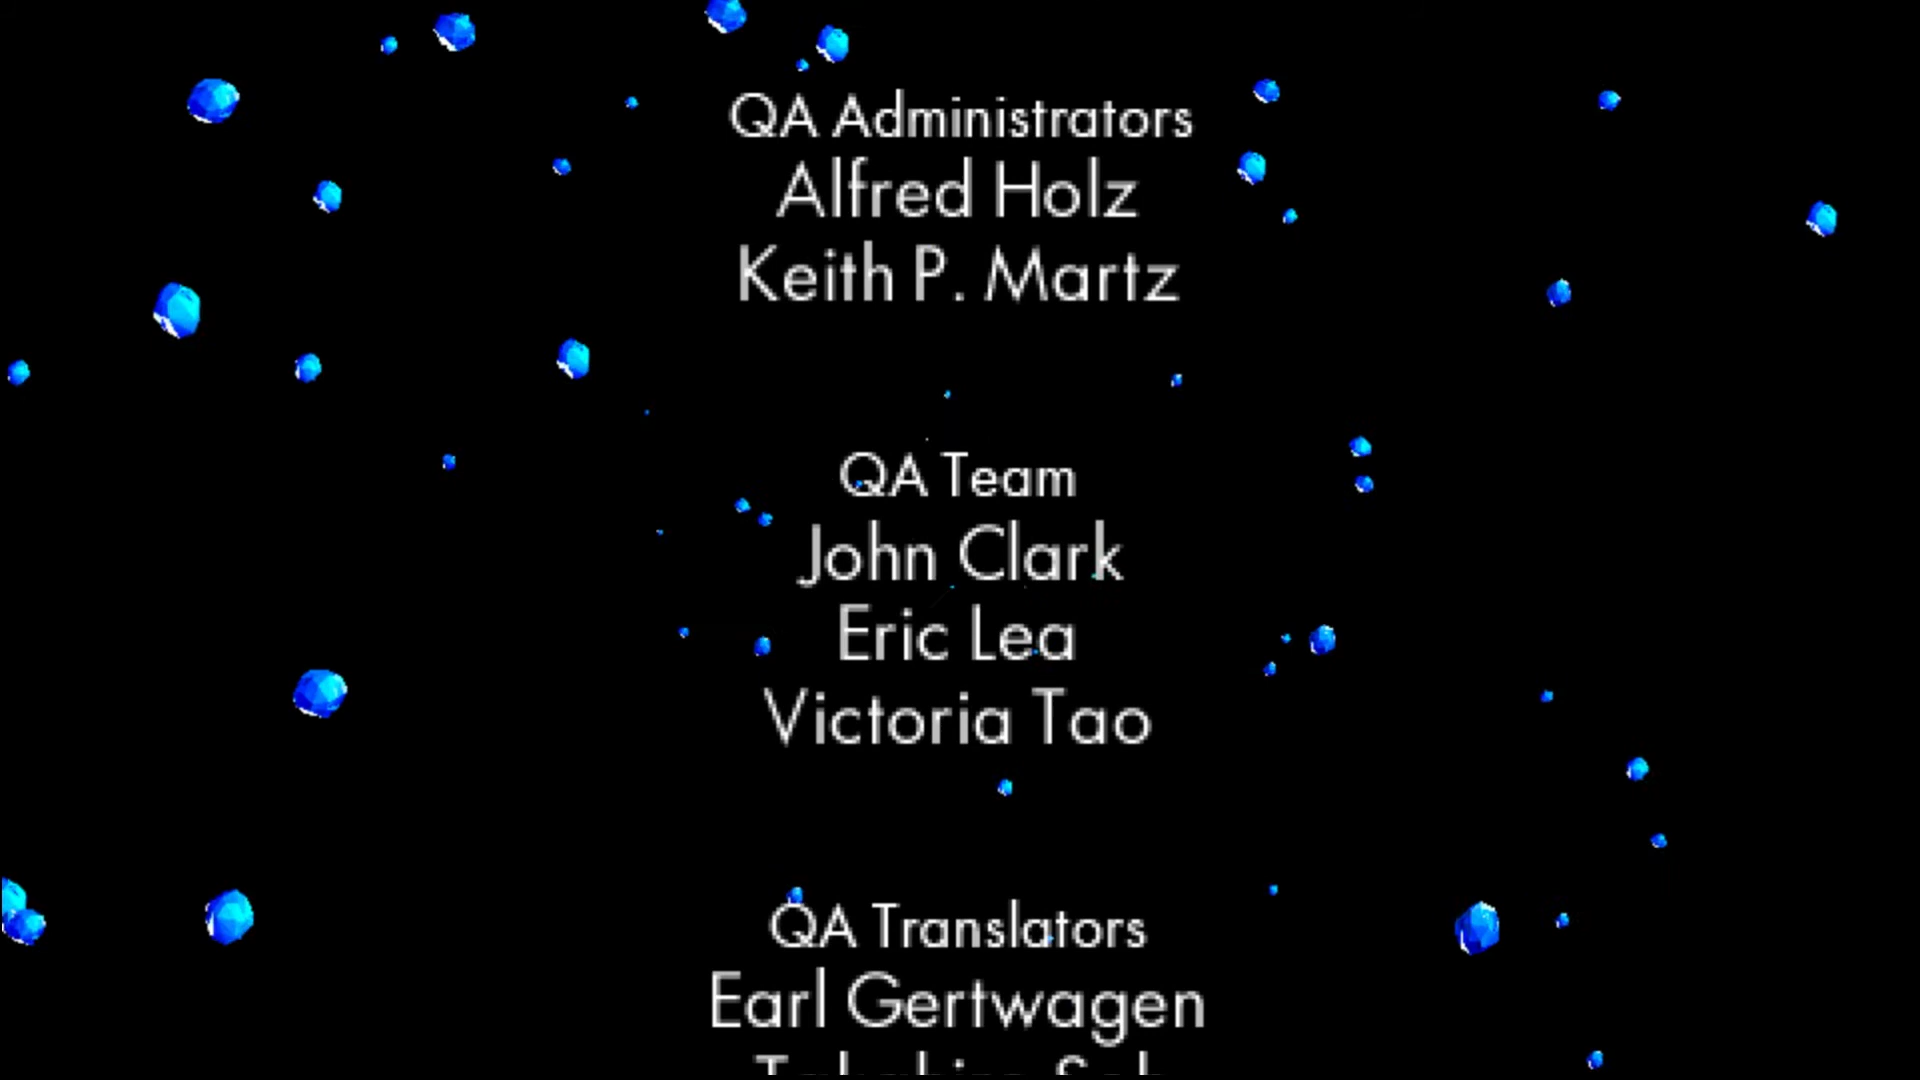 QA Administrators
Alfred Holz
Keith P. Martz
QA Team
John Clark
Eric Lea
Victoria Tao
QA Translators
Earl Gertwagen